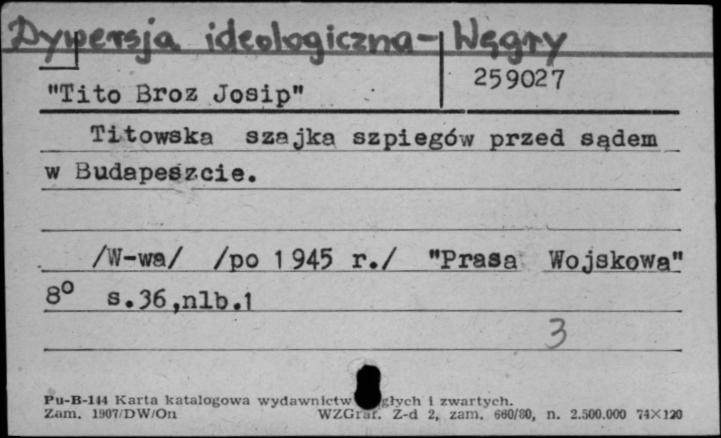 Dywersja ideologiczna - Węgry
259027
"Tito Broz Josip"
Titowska szajka szpiegów przed sądem
w Budapeszcie.
/W-wa/ /po 1945 r./ "Prasa Wojskowa"
8° s.36,nlb.1
3
Pu-B-144 Karta katalogowa wydawnictw i zwartych.
Zam. 1907/DW/On WZGraf. Z-d 2, zam. 660/80, n. 2.500.000 74×120